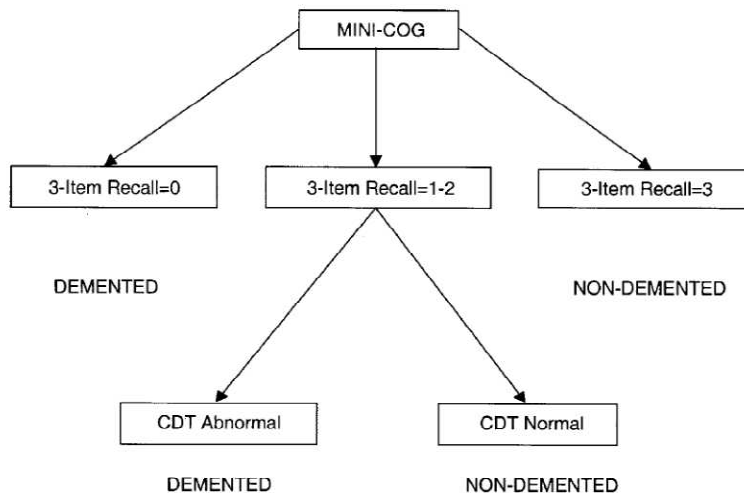 MINI-COG
3-Item Recall=0
3-Item Recall=1-2
3-Item Recall=3
DEMENTED
NON-DEMENTED
CDT Abnormal
CDT Normal
DEMENTED
NON-DEMENTED